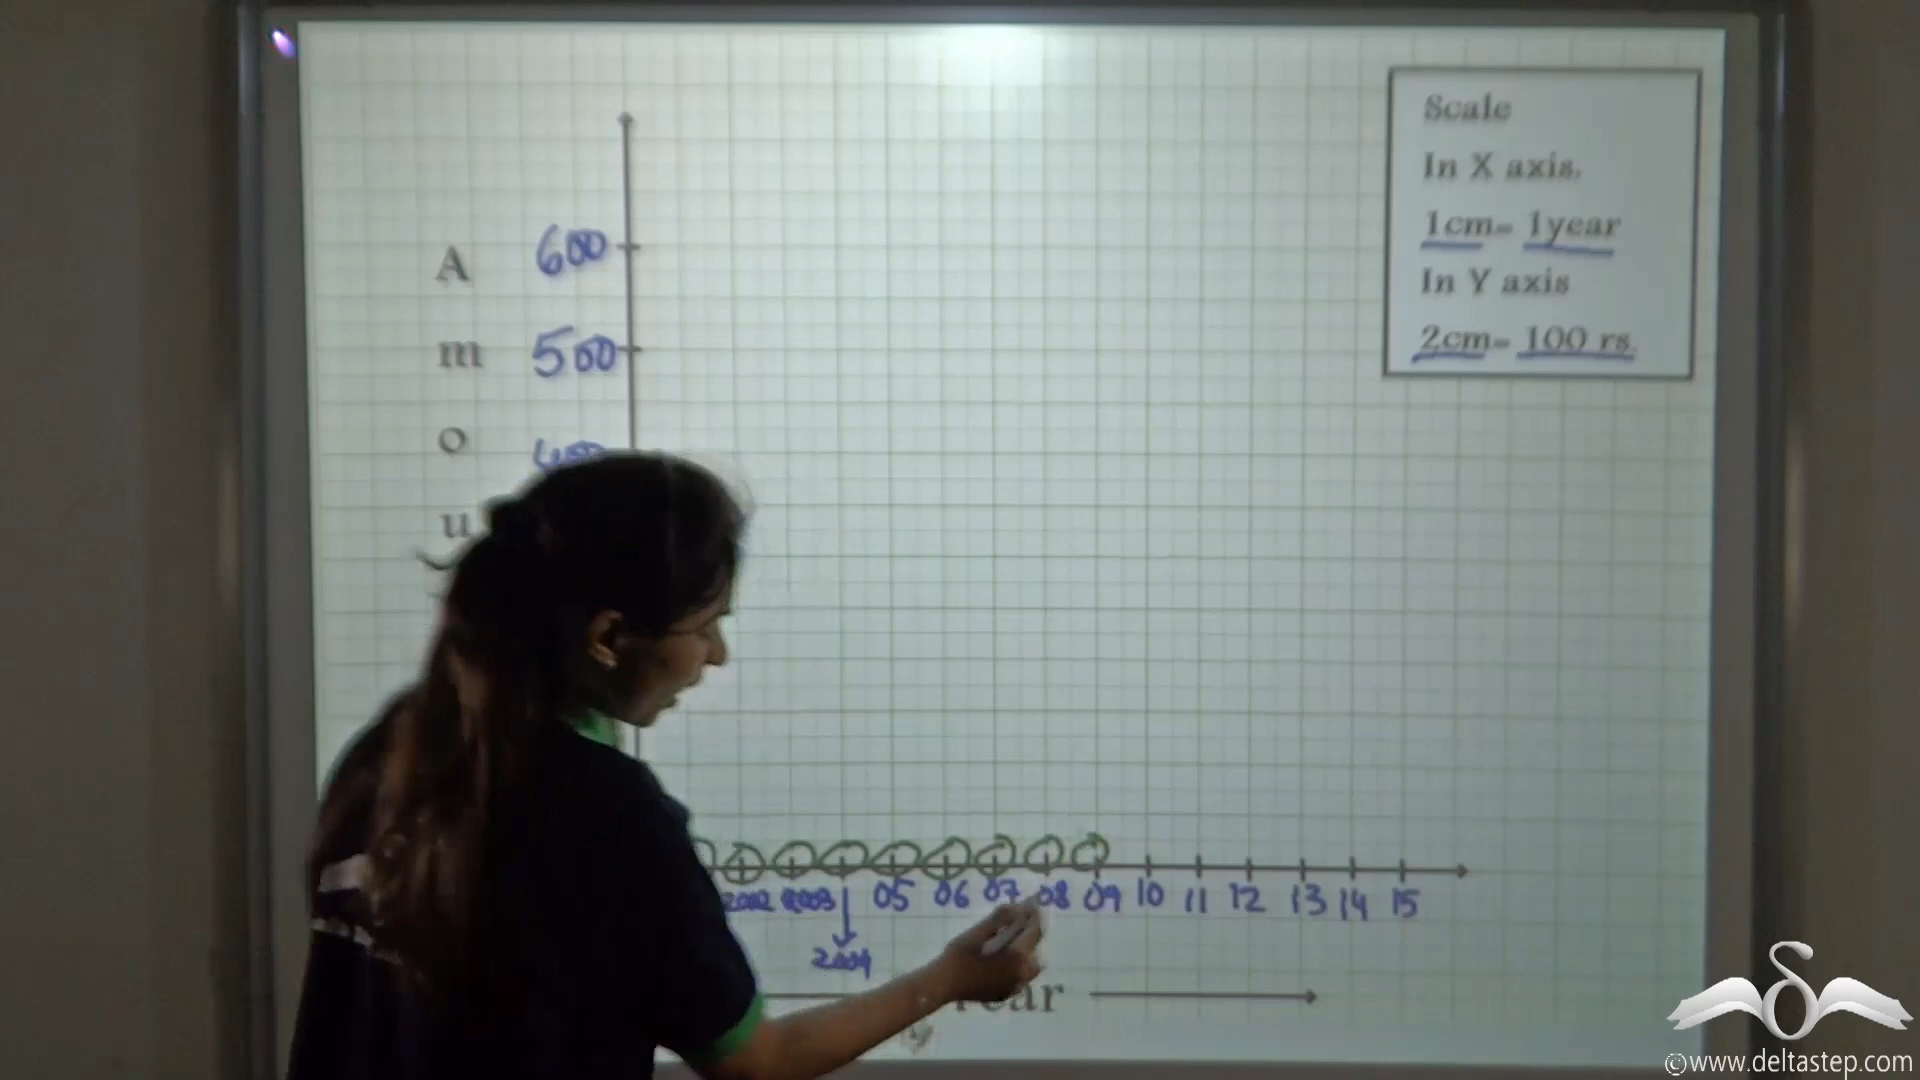 Scale
In X axis.
1cm= 1year
In Y axis
2cm= 100 rs.
A
m
o
u
600
500
400
2002 2003 05 06 07 08 09 10 11 12 13 14 15
2004
©www.deltastep.com